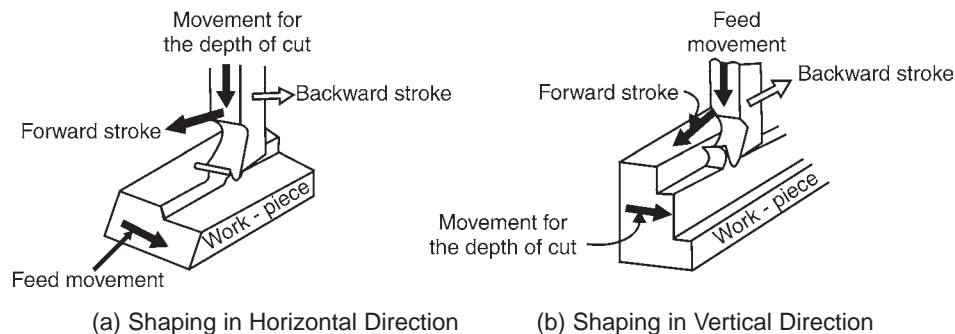 Movement for
the depth of cut
Backward stroke
Forward stroke
Work - piece
Feed movement
(a) Shaping in Horizontal Direction
Feed
movement
Backward stroke
Forward stroke
Movement for
the depth of cut
Work - piece
(b) Shaping in Vertical Direction